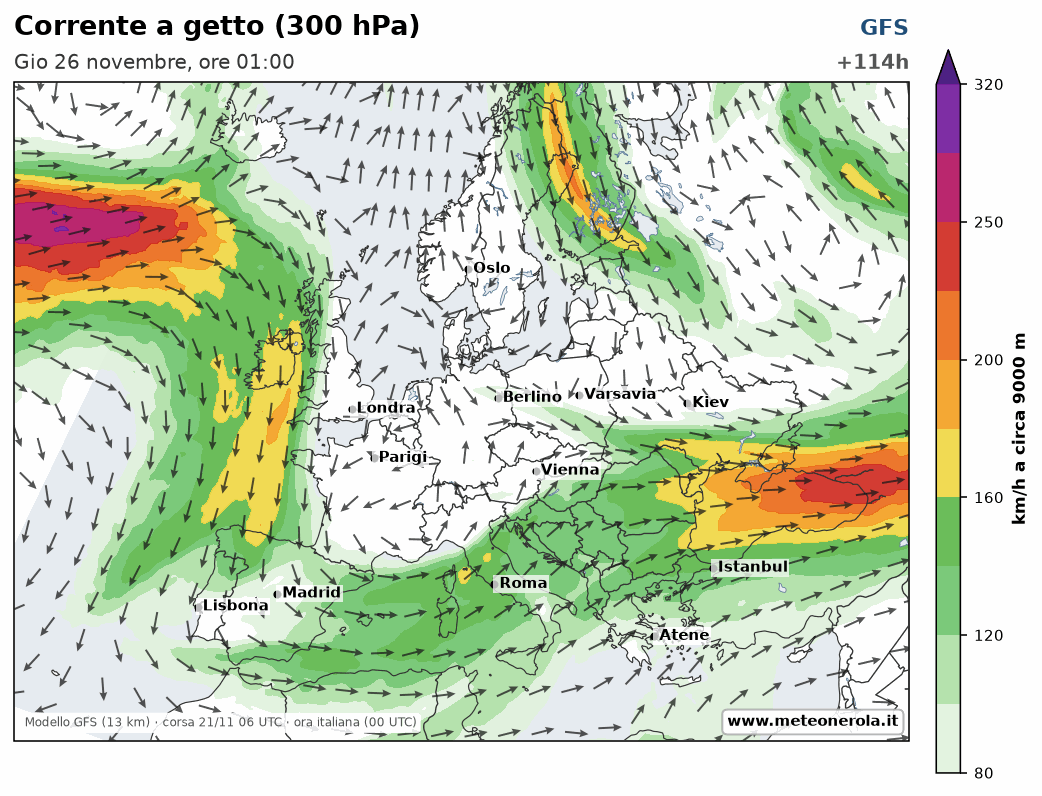 Corrente a getto (300 hPa)
GFS
Gio 26 novembre, ore 01:00
+114h
320
250
200
160
120
80
km/h a circa 9000 m
Oslo
Londra
Berlino
Varsavia
Kiev
Parigi
Vienna
Istanbul
Roma
Madrid
Lisbona
Atene
Modello GFS (13 km) · corsa 21/11 06 UTC · ora italiana (00 UTC)
www.meteonerola.it